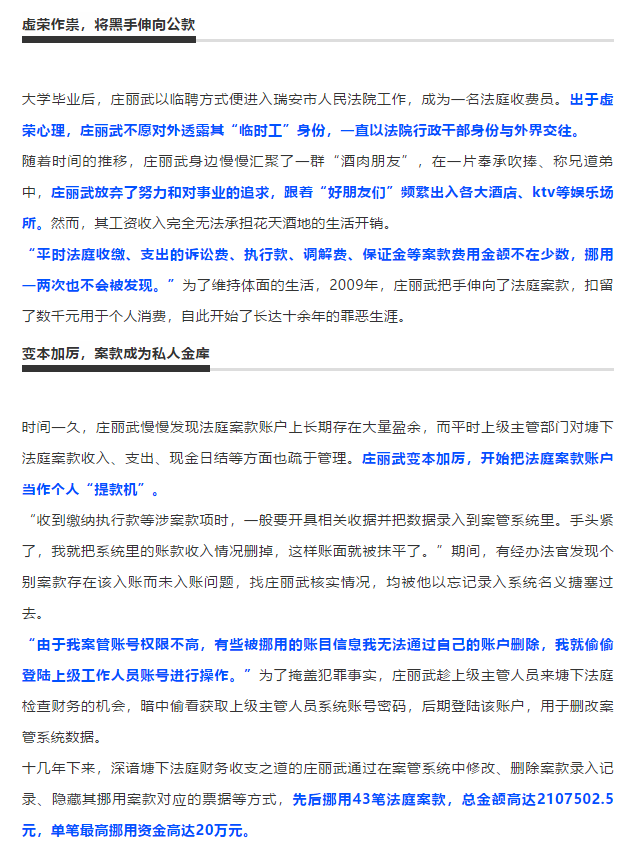 虚荣作祟，将黑手伸向公款
大学毕业后，庄丽武以临聘方式便进入瑞安市人民法院工作，成为一名法庭收费员。出于虚
荣心理，庄丽武不愿对外透露其“临时工”身份，一直以法院行政干部身份与外界交往。
随着时间的推移，庄丽武身边慢慢汇聚了一群“酒肉朋友”，在一片奉承吹捧、称兄道弟
中，庄丽武放弃了努力和对事业的追求，跟着“好朋友们”频繁出入各大酒店、ktv等娱乐场
所。然而，其工资收入完全无法承担花天酒地的生活开销。
“平时法庭收缴、支出的诉讼费、执行款、调解费、保证金等案款费用金额不在少数，挪用
一两次也不会被发现。”为了维持体面的生活，2009年，庄丽武把手伸向了法庭案款，扣留
了数千元用于个人消费，自此开始了长达十余年的罪恶生涯。
变本加厉，案款成为私人金库
时间一久，庄丽武慢慢发现法庭案款账户上长期存在大量盈余，而平时上级主管部门对塘下
法庭案款收入、支出、现金日结等方面也疏于管理。庄丽武变本加厉，开始把法庭案款账户
当作个人“提款机”。
“收到缴纳执行款等涉案款项时，一般要开具相关收据并把数据录入到案管系统里。手头紧
了，我就把系统里的账款收入情况删掉，这样账面就被抹平了。”期间，有经办法官发现个
别案款存在该入账而未入账问题，找庄丽武核实情况，均被他以忘记录入系统名义搪塞过
去。
“由于我案管账号权限不高，有些被挪用的账目信息我无法通过自己的账户删除，我就偷偷
登陆上级工作人员账号进行操作。”为了掩盖犯罪事实，庄丽武趁上级主管人员来塘下法庭
检查财务的机会，暗中偷看获取上级主管人员系统账号密码，后期登陆该账户，用于删改案
管系统数据。
十几年下来，深谙塘下法庭财务收支之道的庄丽武通过在案管系统中修改、删除案款录入记
录、隐藏其挪用案款对应的票据等方式，先后挪用43笔法庭案款，总金额高达2107502.5
元，单笔最高挪用资金高达20万元。